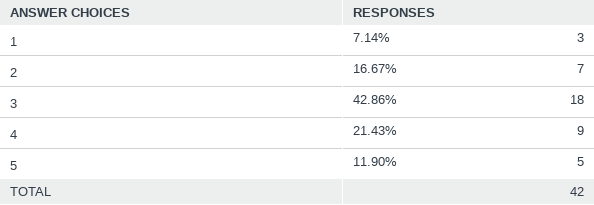 ANSWER CHOICES RESPONSES
1 7.14% 3
2 16.67% 7
3 42.86% 18
4 21.43% 9
5 11.90% 5
TOTAL 42